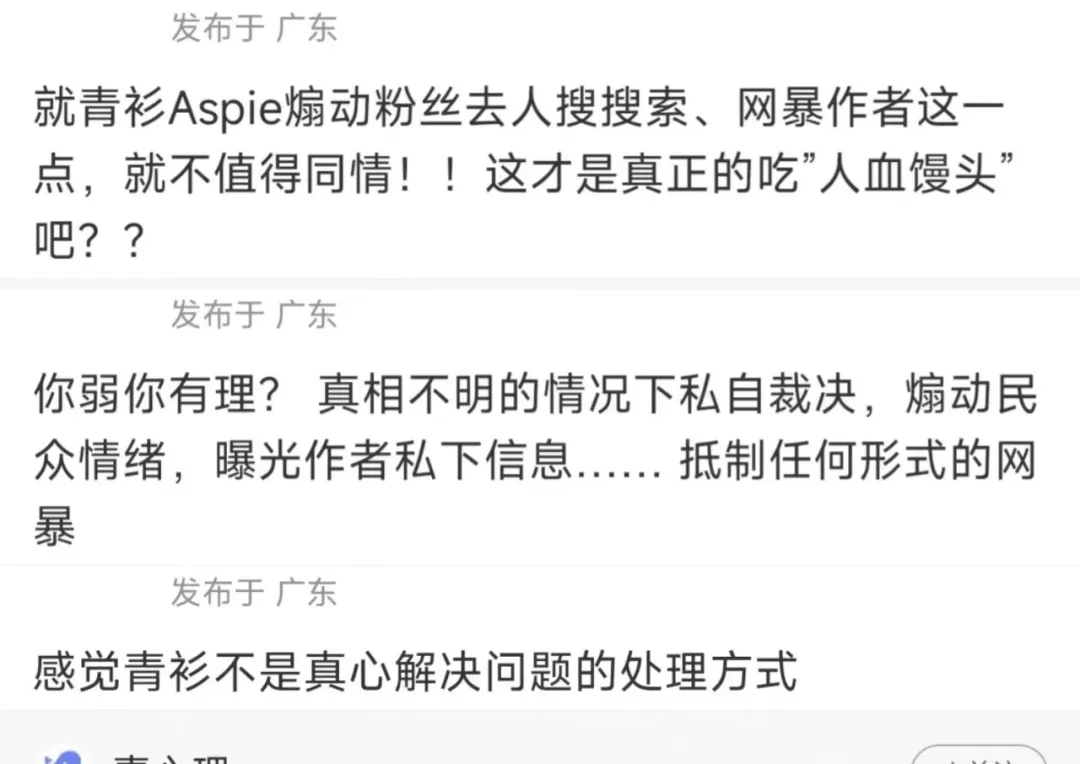 发布于 广东
就青衫Aspie煽动粉丝去人搜搜索、网暴作者这一
点，就不值得同情！！这才是真正的吃”人血馒头”
吧？？
发布于 广东
你弱你有理？ 真相不明的情况下私自裁决，煽动民
众情绪，曝光作者私下信息...... 抵制任何形式的网
暴
发布于 广东
感觉青衫不是真心解决问题的处理方式